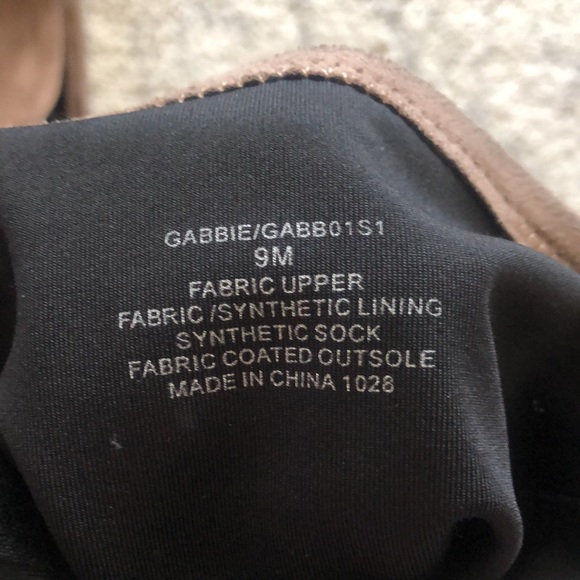 GABBIE/GABB01S1
9M
FABRIC UPPER
FABRIC /SYNTHETIC LINING
SYNTHETIC SOCK
FABRIC COATED OUTSOLE
MADE IN CHINA 1028